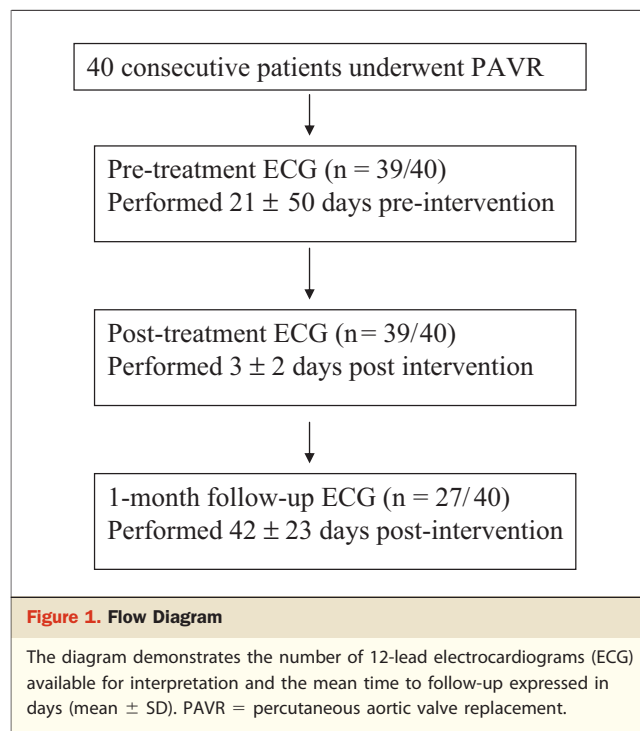 40 consecutive patients underwent PAVR
Pre-treatment ECG (n = 39/40)
Performed 21 ± 50 days pre-intervention
Post-treatment ECG (n= 39/40)
Performed 3 ± 2 days post intervention
1-month follow-up ECG (n = 27/40)
Performed 42 ± 23 days post-intervention
Figure 1. Flow Diagram
The diagram demonstrates the number of 12-lead electrocardiograms (ECG)
available for interpretation and the mean time to follow-up expressed in
days (mean ± SD). PAVR = percutaneous aortic valve replacement.